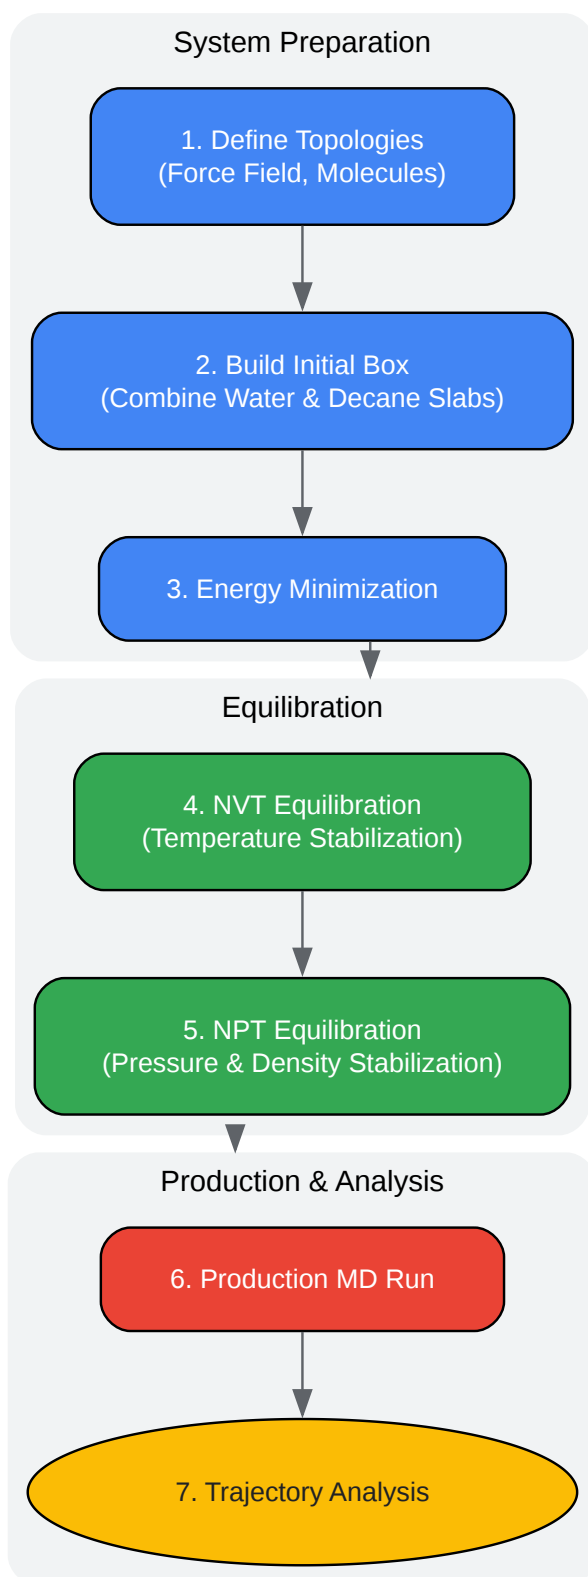 System Preparation
1. Define Topologies
(Force Field, Molecules)
2. Build Initial Box
(Combine Water & Decane Slabs)
3. Energy Minimization
Equilibration
4. NVT Equilibration
(Temperature Stabilization)
5. NPT Equilibration
(Pressure & Density Stabilization)
Production & Analysis
6. Production MD Run
7. Trajectory Analysis